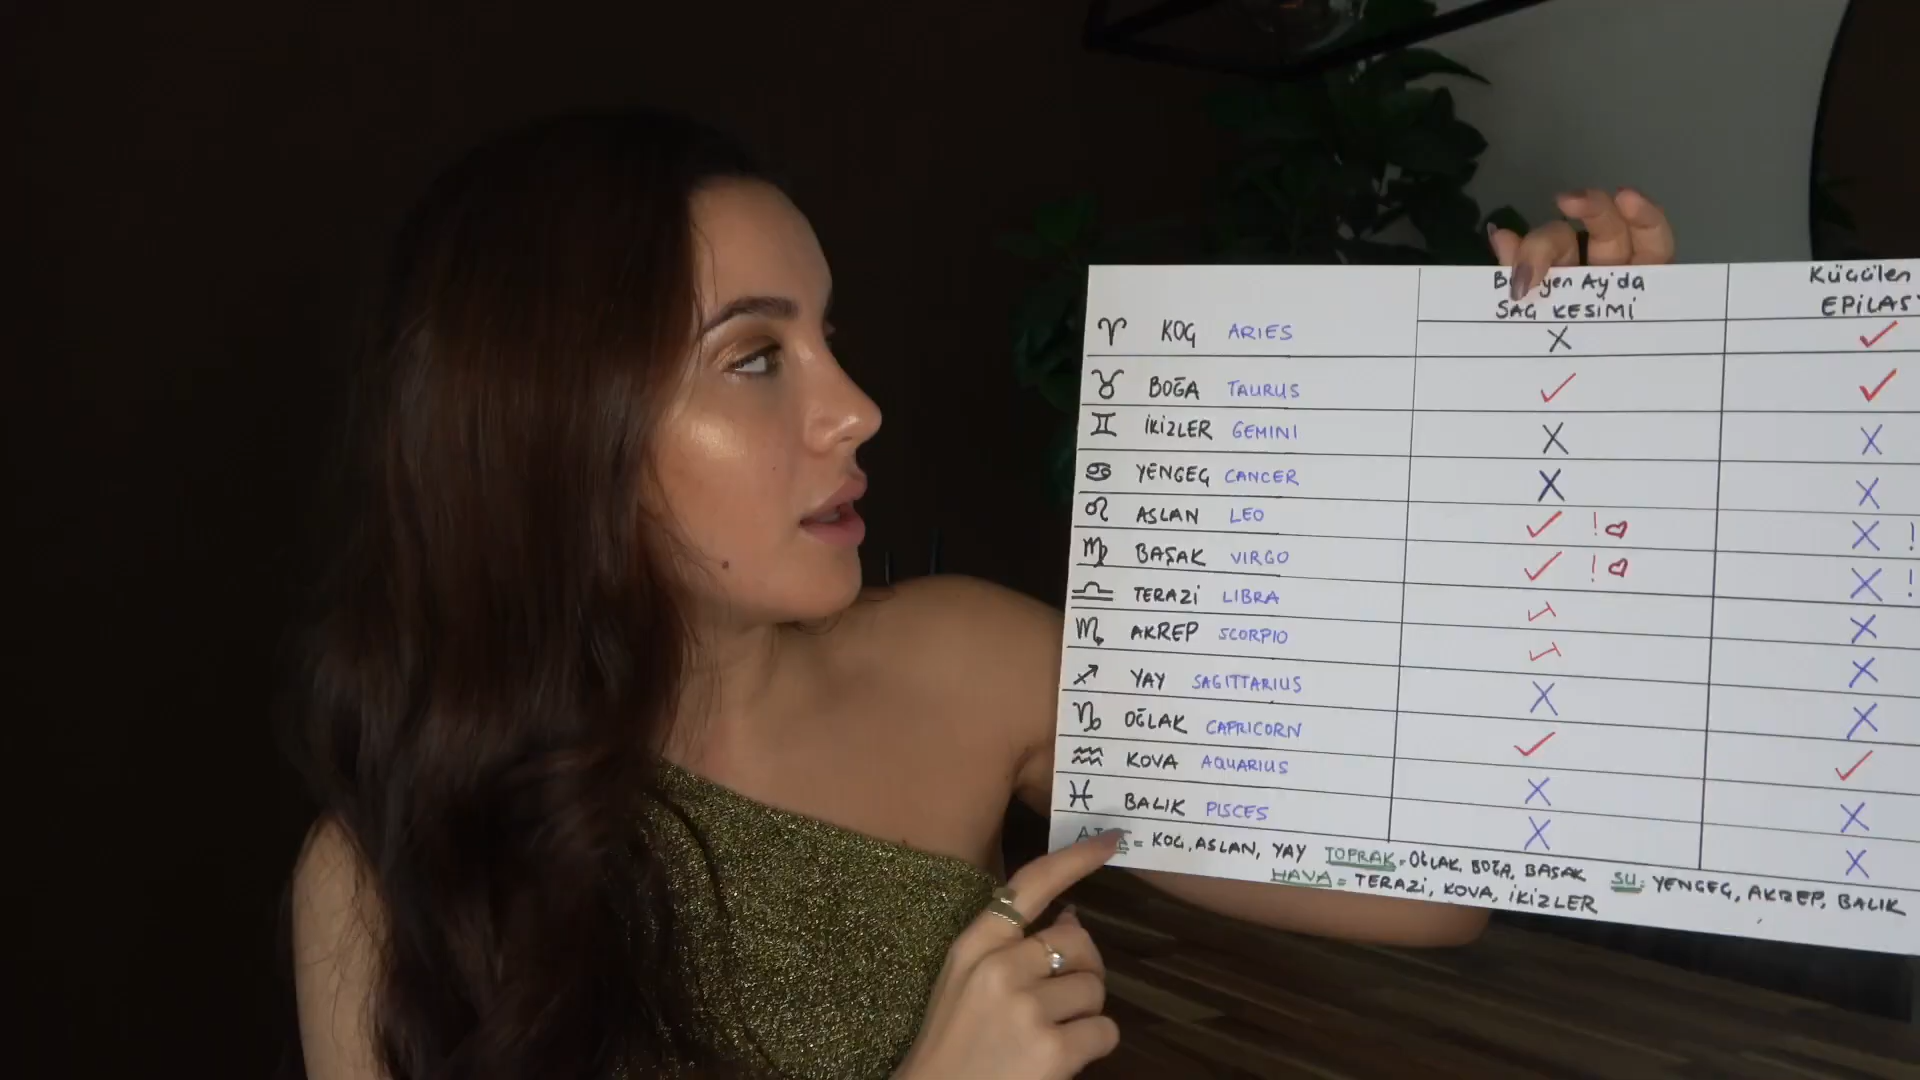 Ay'da Küçülen
SAÇ KESİMİ EPİLAS
♈ KOÇ ARIES X ✓
♉ BOĞA TAURUS ✓ ✓
♊ İKİZLER GEMINI X X
♋ YENGEÇ CANCER X X
♌ ASLAN LEO ✓ ! ♡ X !
♍ BAŞAK VIRGO ✓ ! ♡ X !
♎ TERAZİ LIBRA ✓ X
♏ AKREP SCORPIO ✓ X
♐ YAY SAGITTARIUS X X
♑ OĞLAK CAPRICORN ✓ ✓
♒ KOVA AQUARIUS X X
♓ BALIK PISCES X X
= KOÇ, ASLAN, YAY TOPRAK = OĞLAK, BOĞA, BAŞAK SU: YENGEÇ, AKREP, BALIK
HAVA = TERAZİ, KOVA, İKİZLER